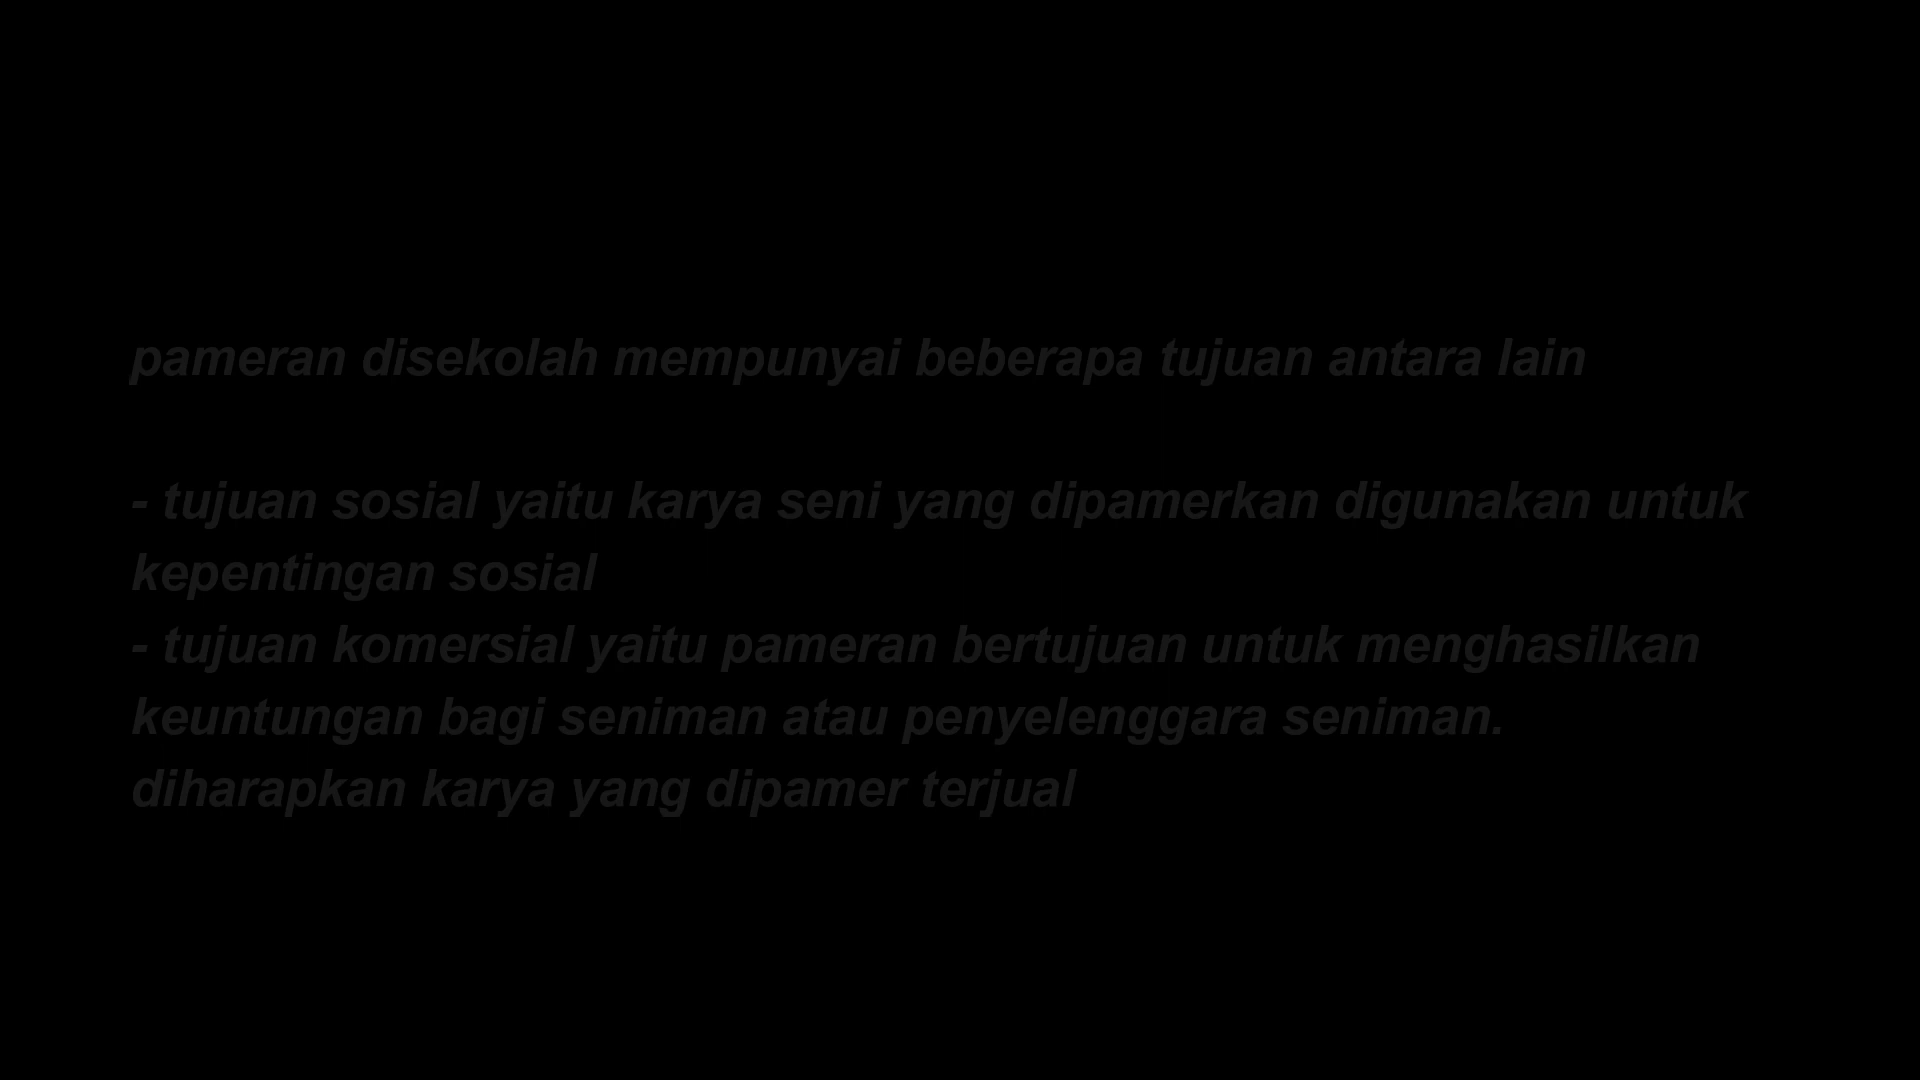 pameran disekolah mempunyai beberapa tujuan antara lain
- tujuan sosial yaitu karya seni yang dipamerkan digunakan untuk
kepentingan sosial
- tujuan komersial yaitu pameran bertujuan untuk menghasilkan
keuntungan bagi seniman atau penyelenggara seniman.
diharapkan karya yang dipamer terjual